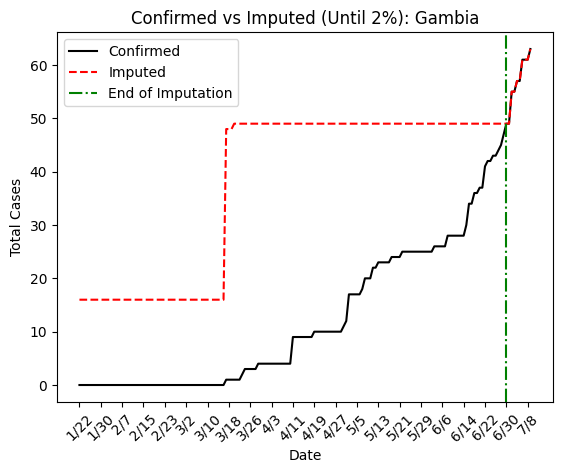 Confirmed vs Imputed (Until 2%): Gambia
Confirmed
Imputed
End of Imputation
Total Cases
60
50
40
30
20
10
0
1/22 1/30 2/7 2/15 2/23 3/2 3/10 3/18 3/26 4/3 4/11 4/19 4/27 5/5 5/13 5/21 5/29 6/6 6/14 6/22 6/30 7/8
Date